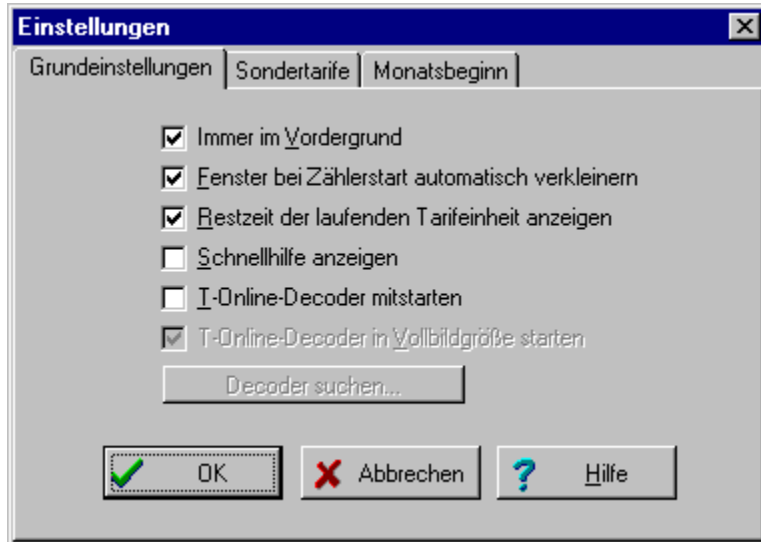 Einstellungen
Grundeinstellungen Sondertarife Monatsbeginn
Immer im Vordergrund
Fenster bei Zählerstart automatisch verkleinern
Restzeit der laufenden Tarifeinheit anzeigen
Schnellhilfe anzeigen
T-Online-Decoder mitstarten
T-Online-Decoder in Vollbildgröße starten
Decoder suchen...
OK Abbrechen Hilfe